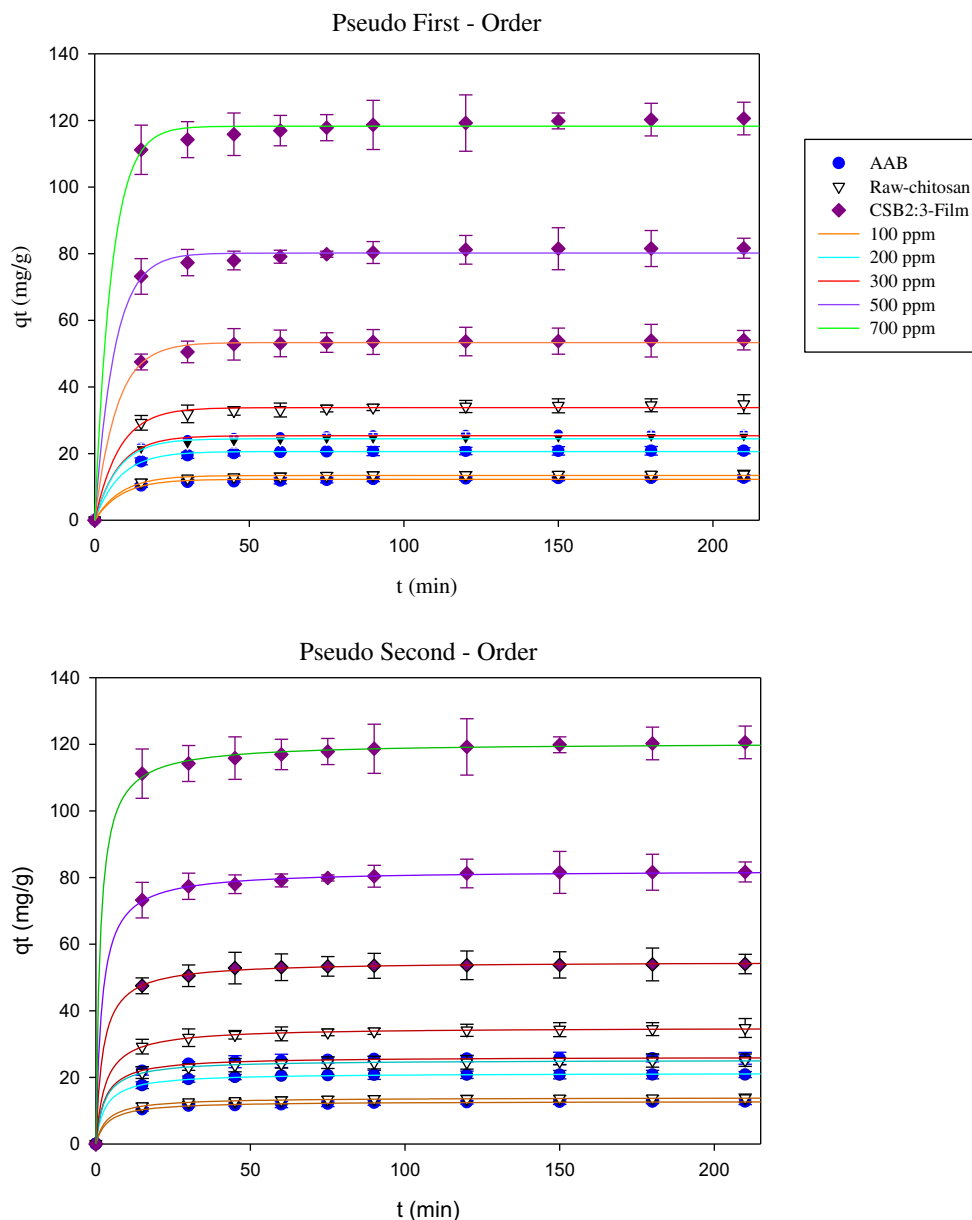 Pseudo First - Order
140
120
100
80
60
40
20
0
qt (mg/g)
0 50 100 150 200
t (min)
AAB
Raw-chitosan
CSB2:3-Film
100 ppm
200 ppm
300 ppm
500 ppm
700 ppm
Pseudo Second - Order
140
120
100
80
60
40
20
0
qt (mg/g)
0 50 100 150 200
t (min)